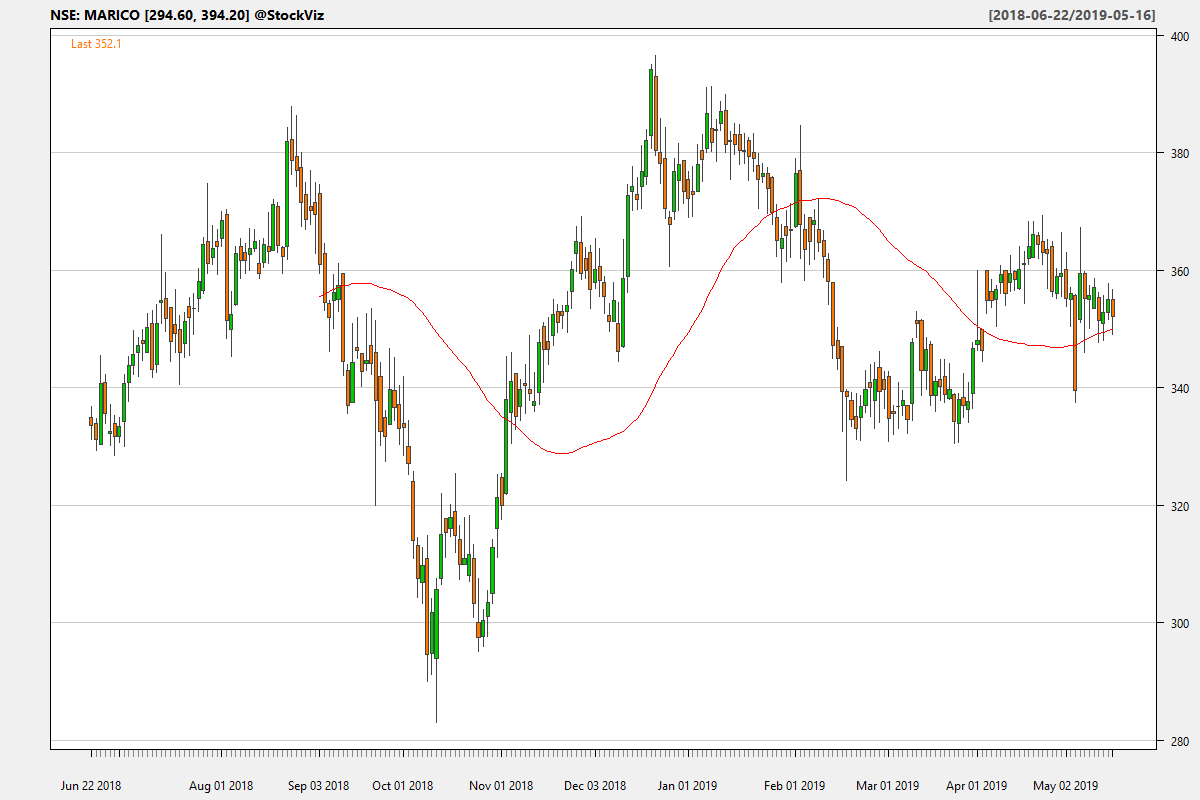 NSE: MARICO [294.60, 394.20] @StockViz [2018-06-22/2019-05-16]
Last 352.1
400
380
360
340
320
300
280
Jun 22 2018 Aug 01 2018 Sep 03 2018 Oct 01 2018 Nov 01 2018 Dec 03 2018 Jan 01 2019 Feb 01 2019 Mar 01 2019 Apr 01 2019 May 02 2019